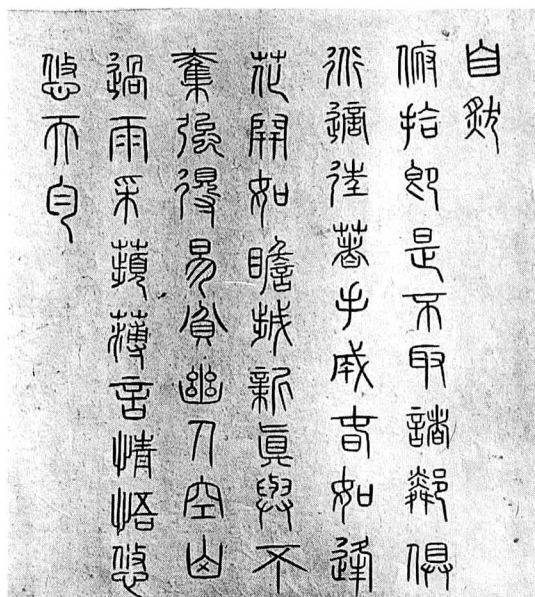 自然
俯拾即是不取諸鄰俱
道適往著手成春如逢
花開如瞻歲新真與不
奪強得易貧幽人空山
過雨采蘋薄言情悟悠
悠天